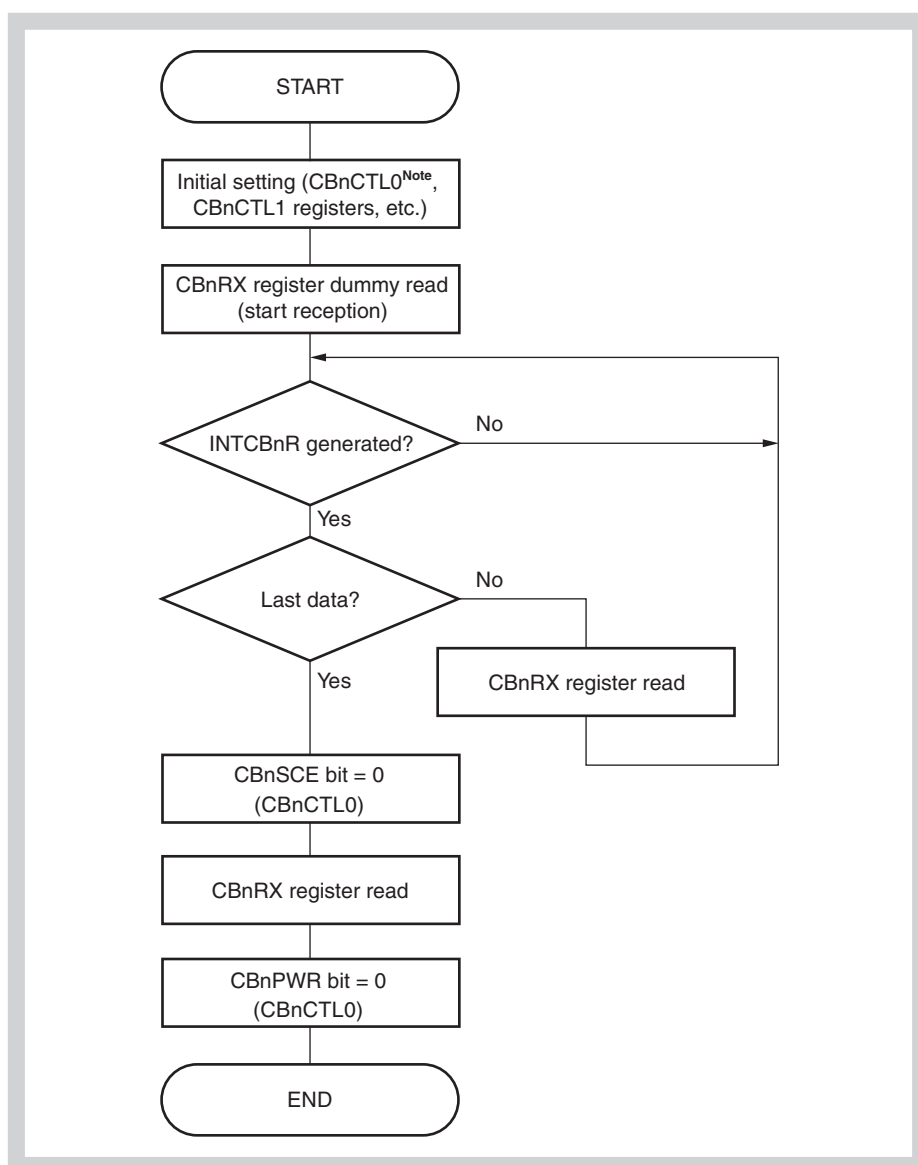 START
Initial setting (CBnCTL0Note,
CBnCTL1 registers, etc.)
CBnRX register dummy read
(start reception)
INTCBnR generated?
No
Yes
Last data?
No
CBnRX register read
Yes
CBnSCE bit = 0
(CBnCTL0)
CBnRX register read
CBnPWR bit = 0
(CBnCTL0)
END